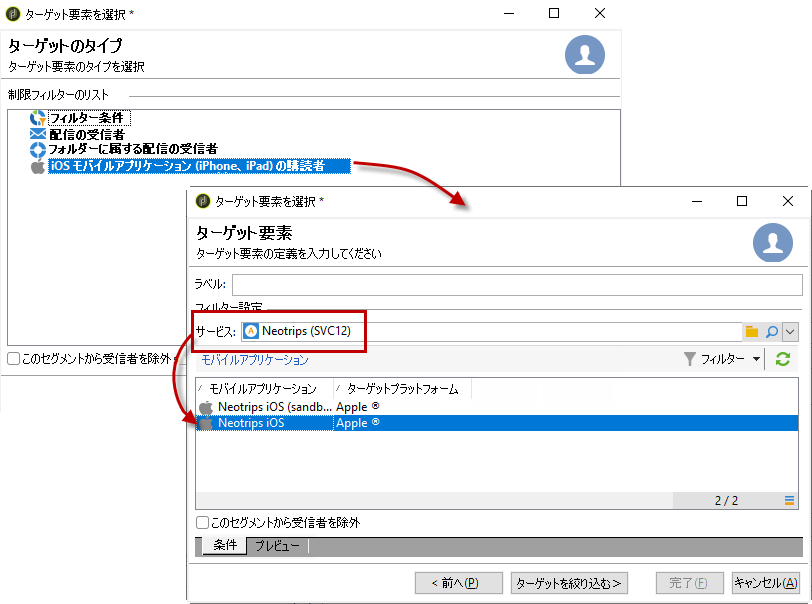 ターゲット要素を選択 *
ターゲットのタイプ
ターゲット要素のタイプを選択
制限フィルターのリスト
フィルター条件
配信の受信者
フォルダーに属する配信の受信者
iOS モバイルアプリケーション (iPhone、iPad) の購読者
このセグメントから受信者を除外
ターゲット要素を選択 *
ターゲット要素
ターゲット要素の定義を入力してください
ラベル:
フィルター設定
サービス: Neotrips (SVC12)
モバイルアプリケーション フィルター
モバイルアプリケーション ターゲットプラットフォーム
Neotrips iOS (sandb... Apple ®
Neotrips iOS Apple ®
2 / 2
このセグメントから受信者を除外
条件 プレビュー
< 前へ(P) ターゲットを絞り込む> 完了(F) キャンセル(A)